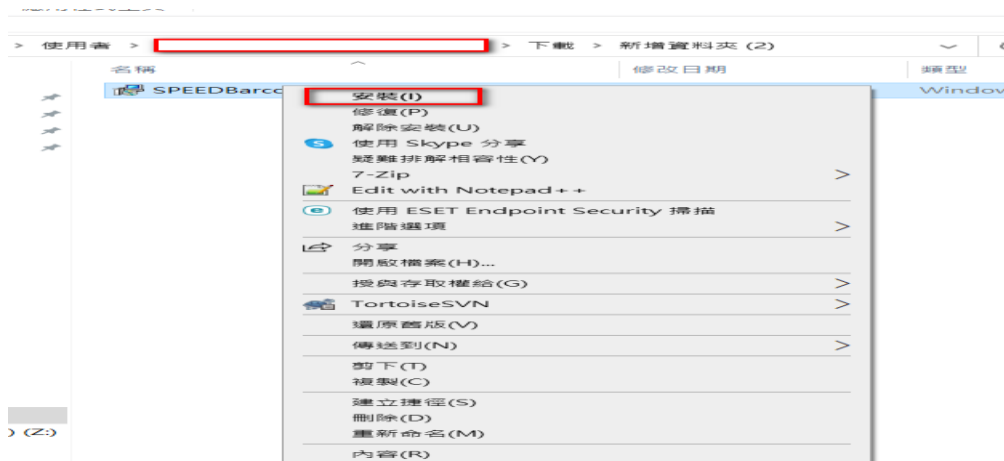 > 使用者 > > 下載 > 新增資料夾 (2)
名稱 修改日期 類型
SPEEDBarco Window
安裝(I)
修復(P)
解除安裝(U)
使用 Skype 分享
疑難排解相容性(Y)
7-Zip >
Edit with Notepad++
使用 ESET Endpoint Security 掃描
進階選項 >
分享
開啟檔案(H)...
授與存取權給(G) >
TortoiseSVN >
還原舊版(V)
傳送到(N) >
剪下(T)
複製(C)
建立捷徑(S)
刪除(D)
) (Z:) 重新命名(M)
內容(R)